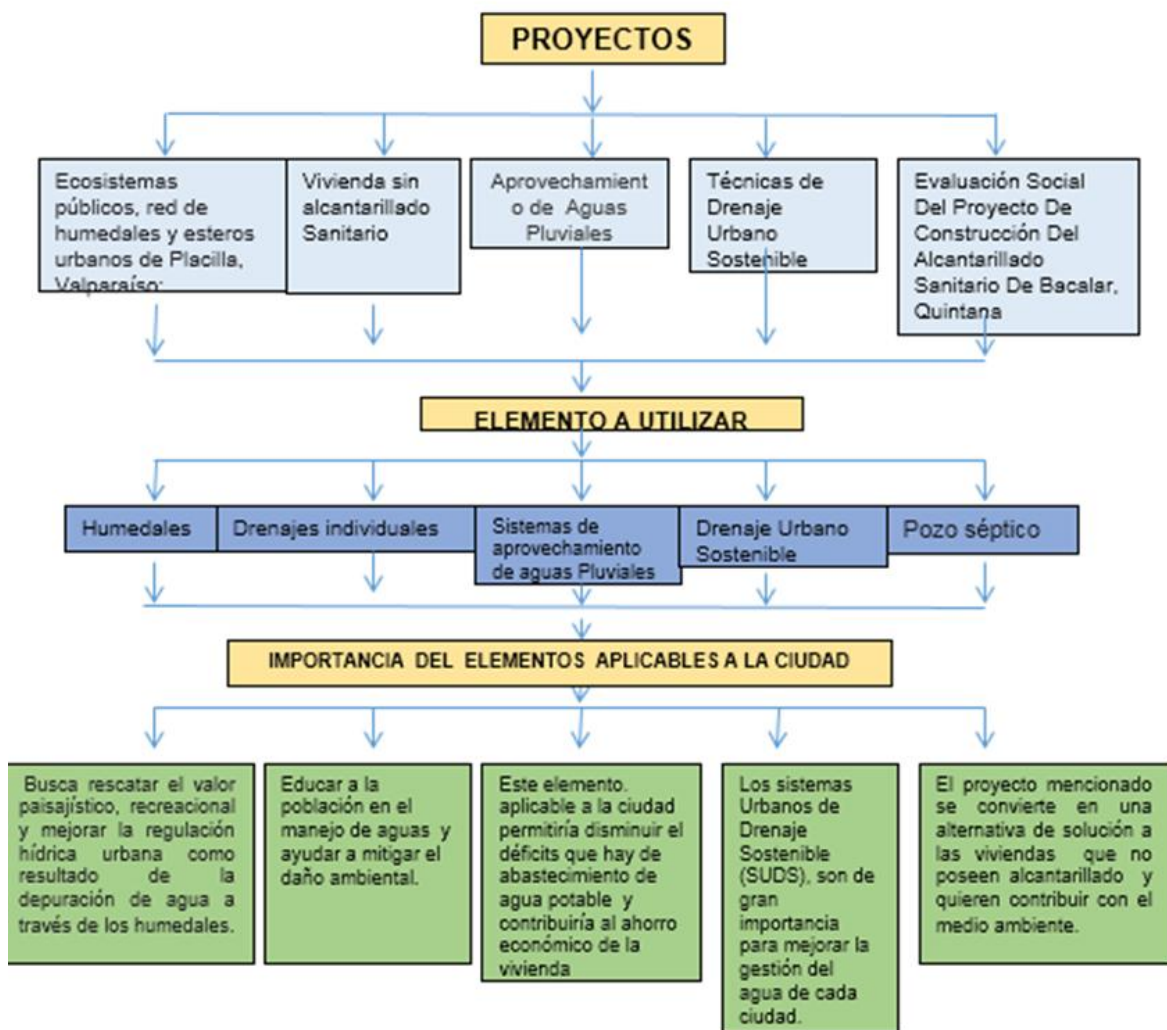 PROYECTOS
Ecosistemas
públicos, red de
humedales y esteros
urbanos de Placilla,
Valparaíso:
Vivienda sin
alcantarillado
Sanitario
Aprovechamient
o de Aguas
Pluviales
Técnicas de
Drenaje
Urbano
Sostenible
Evaluación Social
Del Proyecto De
Construcción Del
Alcantarillado
Sanitario De Bacalar,
Quintana
ELEMENTO A UTILIZAR
Humedales
Drenajes individuales
Sistemas de
aprovechamiento
de aguas Pluviales
Drenaje Urbano
Sostenible
Pozo séptico
IMPORTANCIA DEL ELEMENTOS APLICABLES A LA CIUDAD
Busca rescatar el valor
paisajístico, recreacional
y mejorar la regulación
hídrica urbana como
resultado de la
depuración de agua a
través de los humedales.
Educar a la
población en el
manejo de aguas y
ayudar a mitigar el
daño ambiental.
Este elemento.
aplicable a la ciudad
permitiría disminuir el
déficits que hay de
abastecimiento de
agua potable y
contribuiría al ahorro
económico de la
vivienda
Los sistemas
Urbanos de
Drenaje
Sostenible
(SUDS), son de
gran
importancia
para mejorar la
gestión del
agua de cada
ciudad.
El proyecto mencionado
se convierte en una
alternativa de solución a
las viviendas que no
poseen alcantarillado y
quieren contribuir con el
medio ambiente.